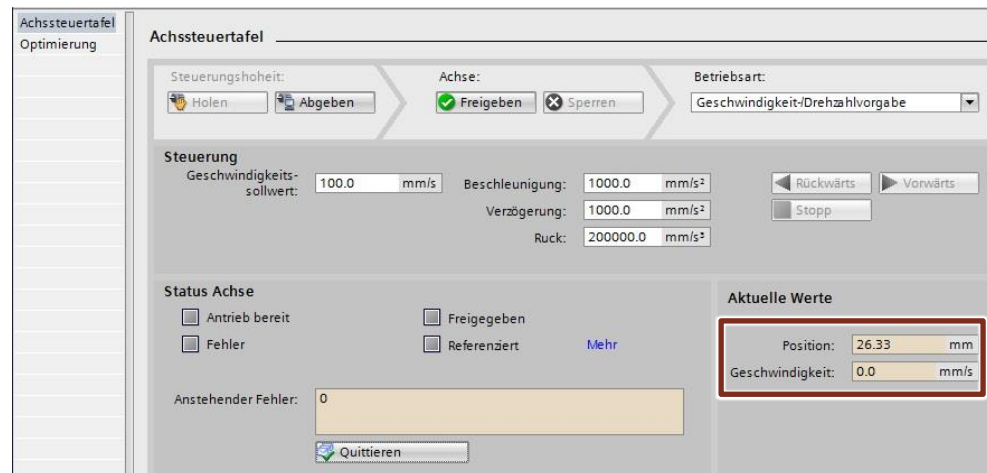 Achssteuertafel
Optimierung
Achssteuertafel
Steuerungshoheit:
Achse:
Betriebsart:
Holen
Abgeben
Freigeben
Sperren
Geschwindigkeit-/Drehzahlvorgabe
Steuerung
Geschwindigkeits-
sollwert:
100.0 mm/s
Beschleunigung: 1000.0 mm/s²
Rückwärts
Vorwärts
Verzögerung: 1000.0 mm/s²
Stopp
Ruck: 200000.0 mm/s³
Status Achse
Antrieb bereit
Freigegeben
Fehler
Referenziert
Mehr
Anstehender Fehler: 0
Quittieren
Aktuelle Werte
Position: 26.33 mm
Geschwindigkeit: 0.0 mm/s